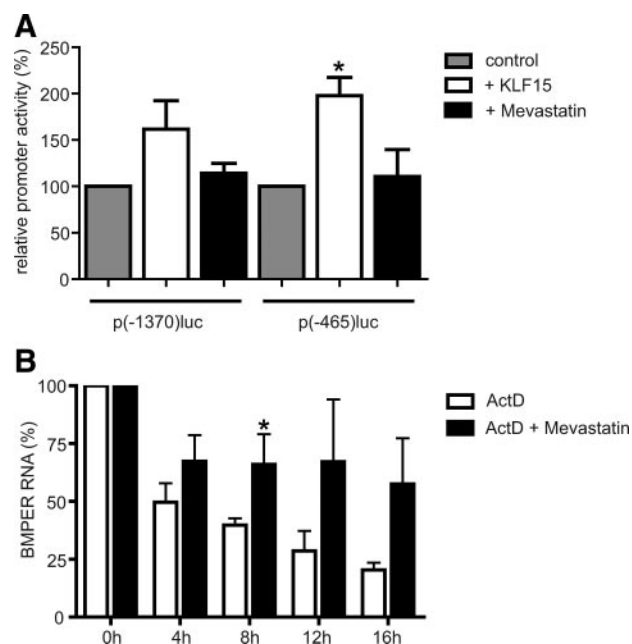 A
relative promoter activity (%)
250
200
150
100
50
0
*
control
+ KLF15
+ Mevastatin
p(-1370)luc
p(-465)luc
B
BMPER RNA (%)
100
75
50
25
0
*
ActD
ActD + Mevastatin
0h 4h 8h 12h 16h